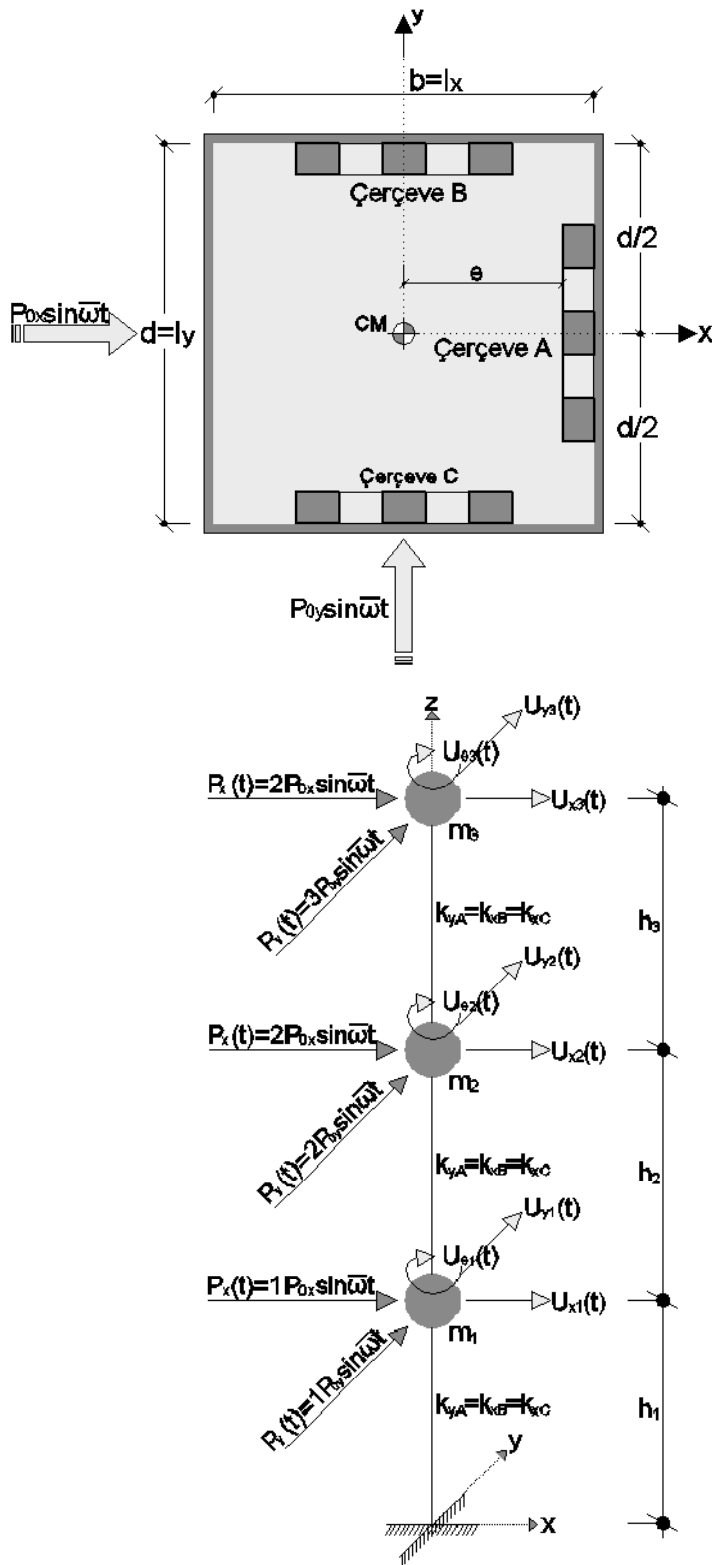 y
b=lx
Çerçeve B
d/2
e
P0xsinω̅t
d=ly
CM
Çerçeve A
x
d/2
Çerçeve C
P0ysinω̅t
z
Uy3(t)
Uθ3(t)
Px(t)=2P0xsinω̅t
Ux3(t)
m3
Py(t)=3P0ysinω̅t
kyA=kxB=kxC
h3
Uy2(t)
Uθ2(t)
Px(t)=2P0xsinω̅t
Ux2(t)
m2
Py(t)=2P0ysinω̅t
kyA=kxB=kxC
h2
Uy1(t)
Uθ1(t)
Px(t)=1P0xsinω̅t
Ux1(t)
m1
Py(t)=1P0ysinω̅t
kyA=kxB=kxC
h1
y
x